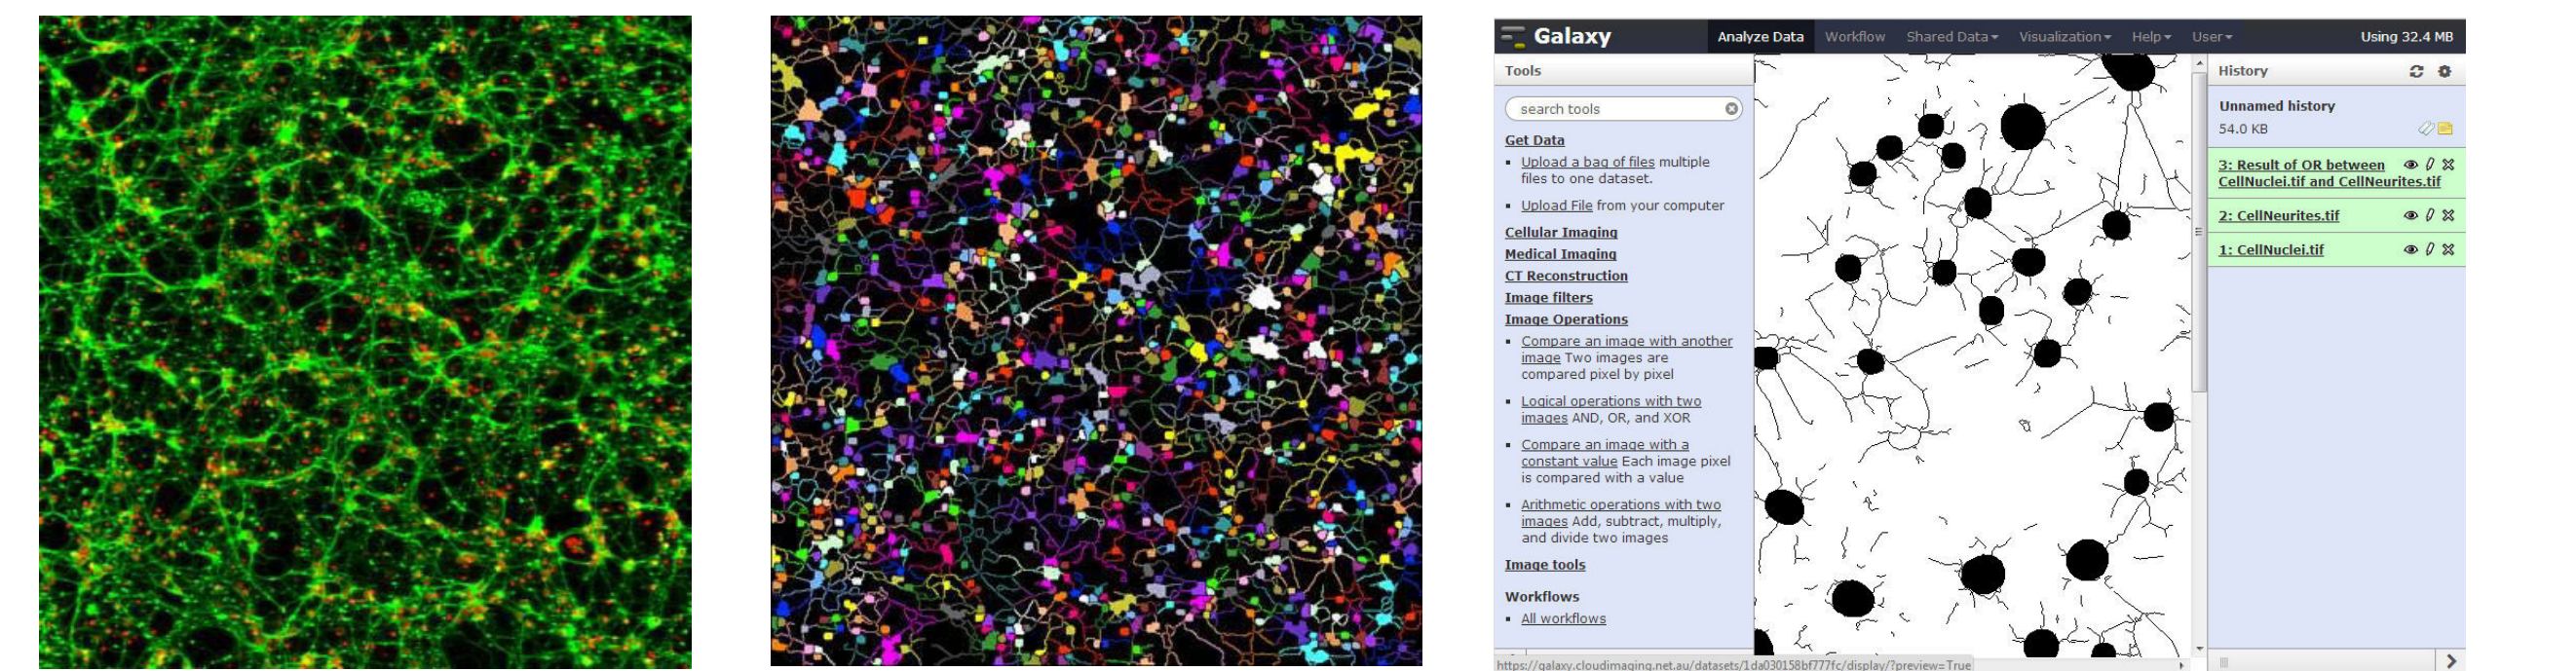 Galaxy
Analyze Data Workflow Shared Data Visualization Help User
Using 32.4 MB
Tools
search tools
Get Data
Upload a bag of files multiple
files to one dataset.
Upload File from your computer
Cellular Imaging
Medical Imaging
CT Reconstruction
Image filters
Image Operations
Compare an image with another
image Two images are
compared pixel by pixel
Logical operations with two
images AND, OR, and XOR
Compare an image with a
constant value Each image pixel
is compared with a value
Arithmetic operations with two
images Add, subtract, multiply,
and divide two images
Image tools
Workflows
All workflows
https://galaxy.cloudimaging.net.au/datasets/1da030158bf777fc/display/?preview=True
History
Unnamed history
54.0 KB
3: Result of OR between
CellNuclei.tif and CellNeurites.tif
2: CellNeurites.tif
1: CellNuclei.tif